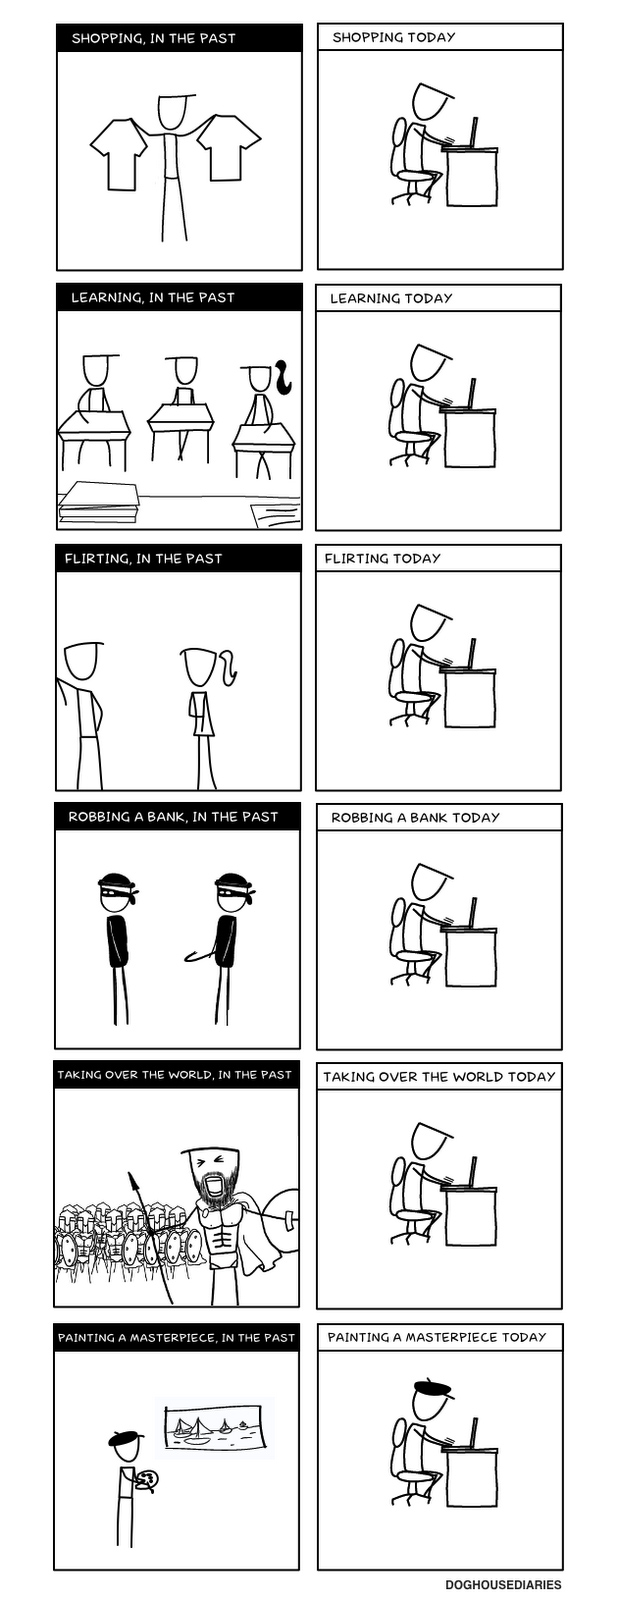 SHOPPING, IN THE PAST
SHOPPING TODAY
LEARNING, IN THE PAST
LEARNING TODAY
FLIRTING, IN THE PAST
FLIRTING TODAY
ROBBING A BANK, IN THE PAST
ROBBING A BANK TODAY
TAKING OVER THE WORLD, IN THE PAST
TAKING OVER THE WORLD TODAY
PAINTING A MASTERPIECE, IN THE PAST
PAINTING A MASTERPIECE TODAY
DOGHOUSEDIARIES